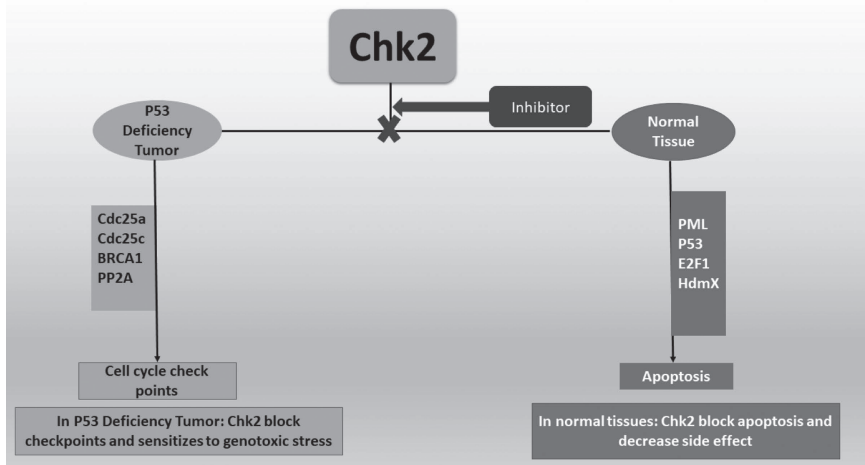 Chk2
Inhibitor
P53
Deficiency
Tumor
Normal
Tissue
Cdc25a
Cdc25c
BRCA1
PP2A
PML
P53
E2F1
HdmX
Cell cycle check
points
Apoptosis
In P53 Deficiency Tumor: Chk2 block
checkpoints and sensitizes to genotoxic stress
In normal tissues: Chk2 block apoptosis and
decrease side effect